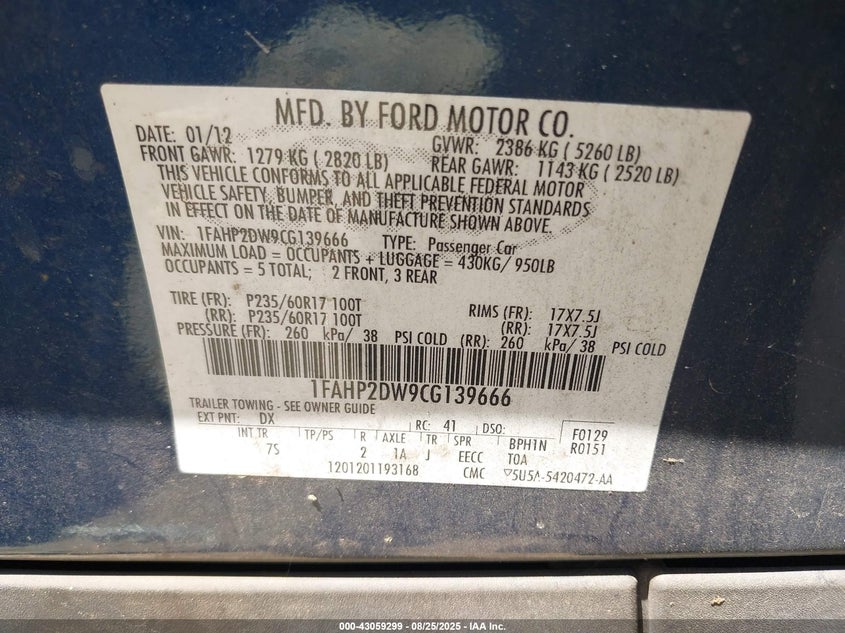 MFD. BY FORD MOTOR CO.
DATE: 01/12 GVWR: 2386 KG ( 5260 LB)
FRONT GAWR: 1279 KG ( 2820 LB) REAR GAWR: 1143 KG ( 2520 LB)
THIS VEHICLE CONFORMS TO ALL APPLICABLE FEDERAL MOTOR
VEHICLE SAFETY, BUMPER, AND THEFT PREVENTION STANDARDS
IN EFFECT ON THE DATE OF MANUFACTURE SHOWN ABOVE.
VIN: 1FAHP2DW9CG139666 TYPE: Passenger Car
MAXIMUM LOAD = OCCUPANTS + LUGGAGE = 430KG/ 950LB
OCCUPANTS = 5 TOTAL; 2 FRONT, 3 REAR
TIRE (FR): P235/60R17 100T RIMS (FR): 17X7.5J
(RR): P235/60R17 100T (RR): 17X7.5J
PRESSURE (FR): 260 kPa/ 38 PSI COLD (RR): 260 kPa/ 38 PSI COLD
1FAHP2DW9CG139666
TRAILER TOWING - SEE OWNER GUIDE
EXT PNT: DX RC: 41 DSO: F0129
INT TR TP/PS R AXLE TR SPR BPH1N R0151
7S 2 1A J EECC TOA
1201201193168 CMC ▽5U5A-5420472-AA
000-43059299 | 08/25/2025 - IAA Inc.